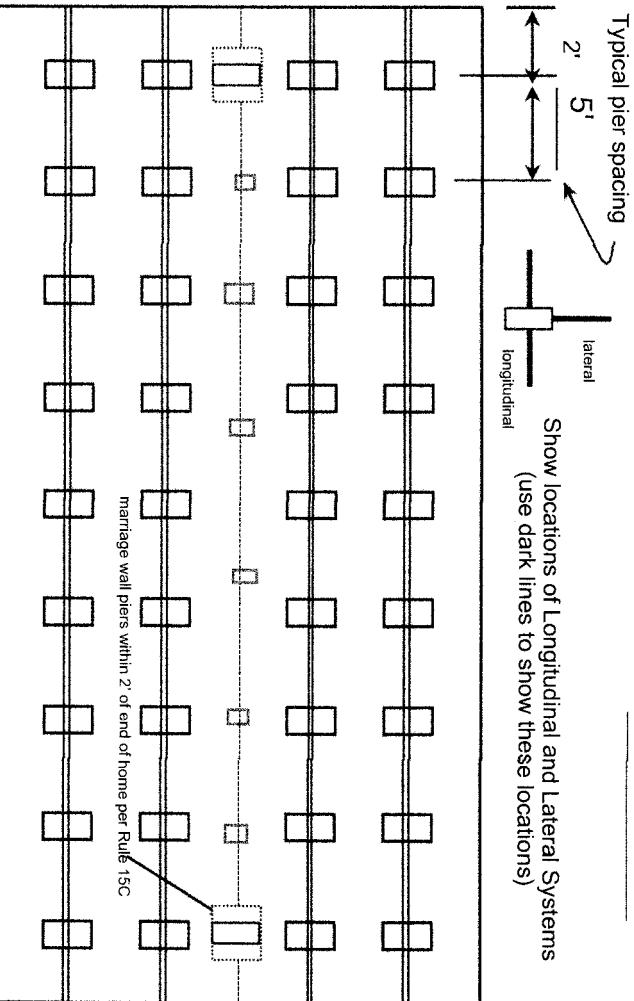 Typical pier spacing
2'
5'
lateral
longitudinal
Show locations of Longitudinal and Lateral Systems
(use dark lines to show these locations)
marriage wall piers within 2' of end of home per Rule 15C